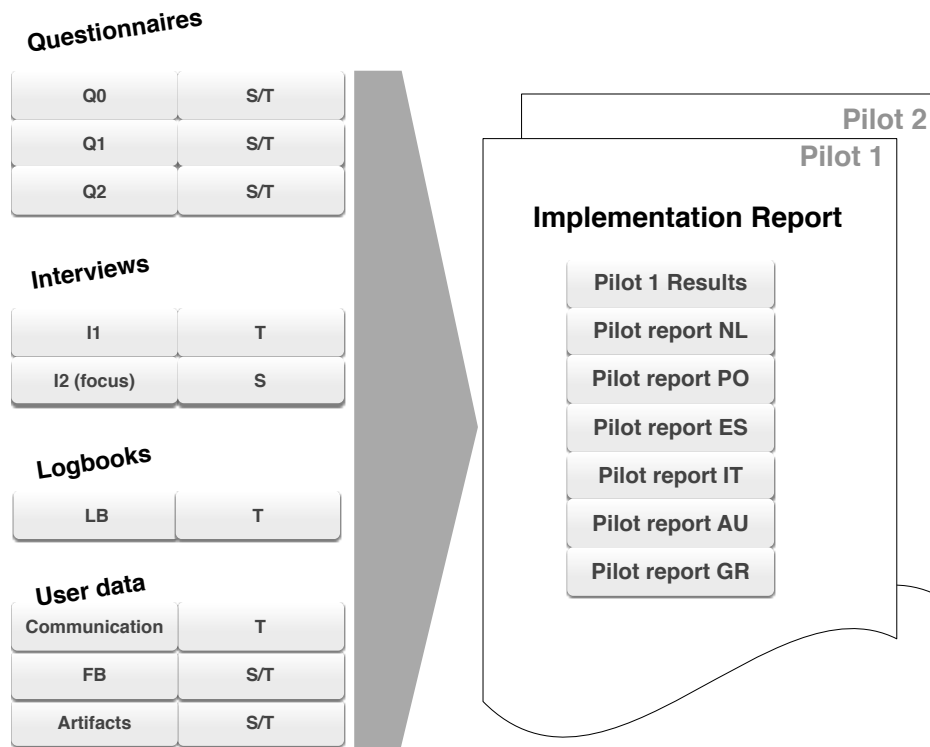 Questionnaires
Q0 S/T
Q1 S/T
Q2 S/T
Interviews
I1 T
I2 (focus) S
Logbooks
LB T
User data
Communication T
FB S/T
Artifacts S/T
Pilot 2
Pilot 1
Implementation Report
Pilot 1 Results
Pilot report NL
Pilot report PO
Pilot report ES
Pilot report IT
Pilot report AU
Pilot report GR